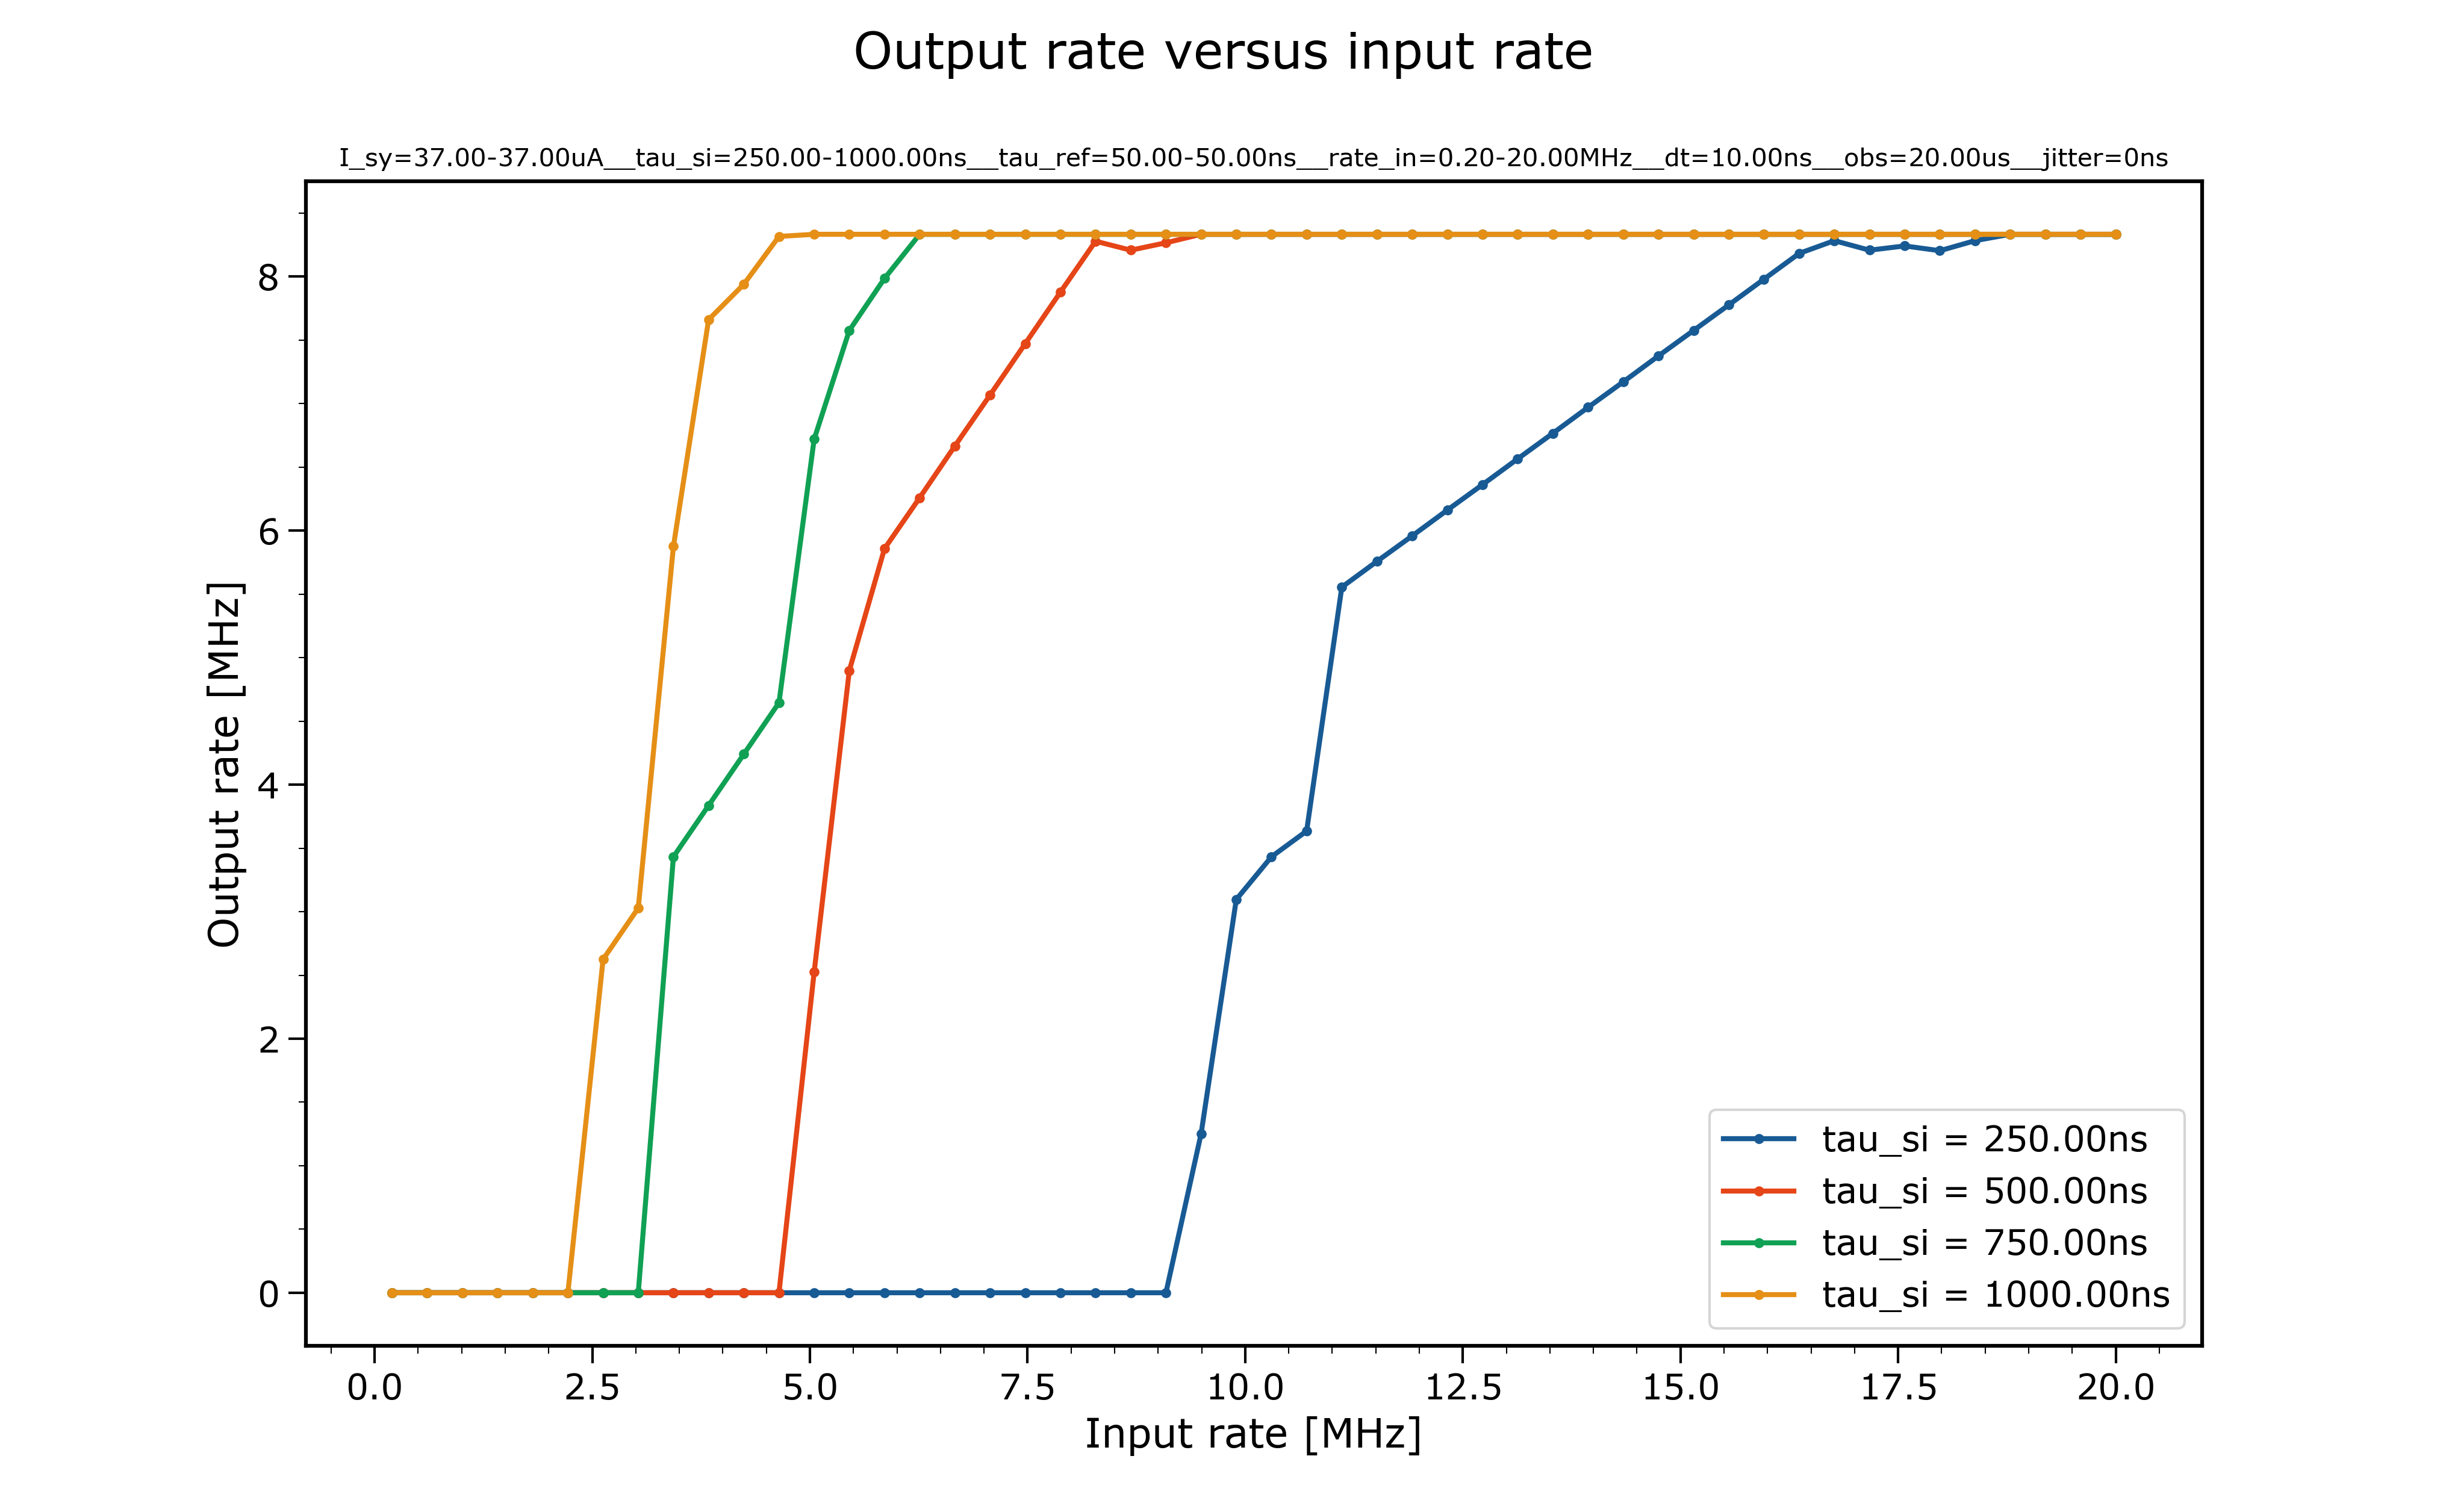 Output rate versus input rate
I_sy=37.00-37.00uA__tau_si=250.00-1000.00ns__tau_ref=50.00-50.00ns__rate_in=0.20-20.00MHz__dt=10.00ns__obs=20.00us__jitter=0ns
Output rate [MHz]
8
6
4
2
0
tau_si = 250.00ns
tau_si = 500.00ns
tau_si = 750.00ns
tau_si = 1000.00ns
0.0 2.5 5.0 7.5 10.0 12.5 15.0 17.5 20.0
Input rate [MHz]